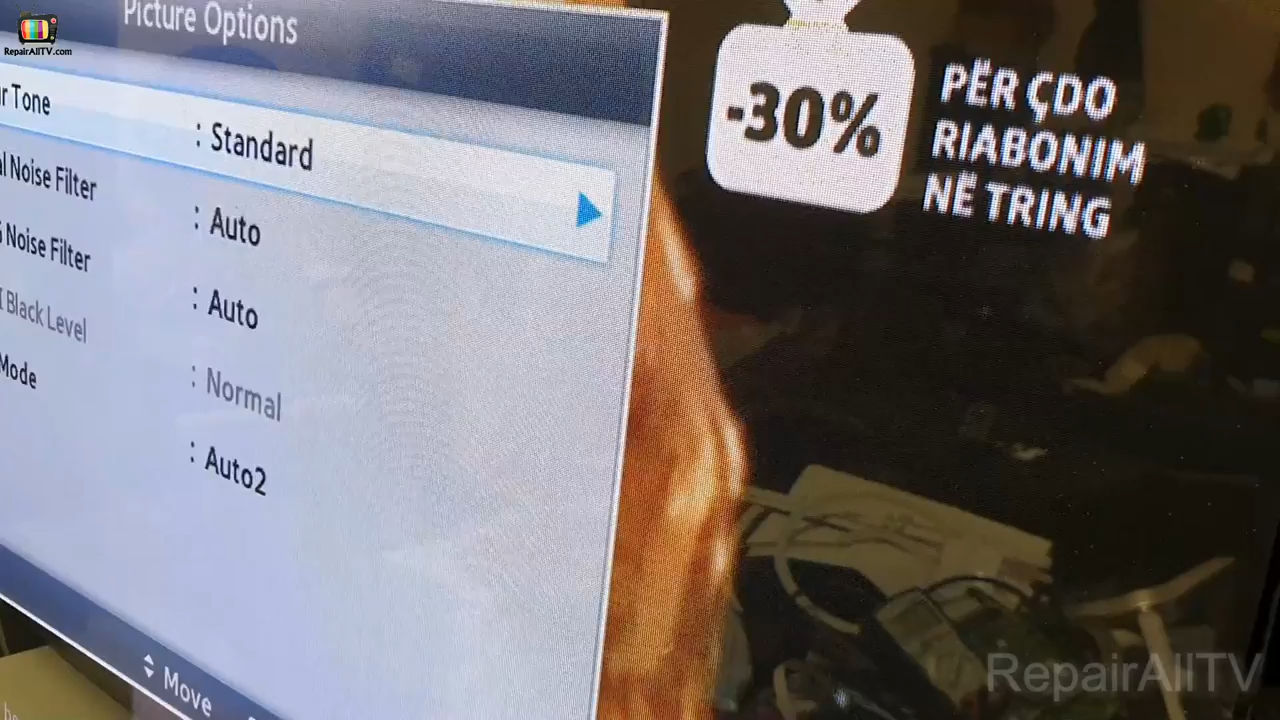 RepairAllTV.com
Picture Options
r Tone : Standard
al Noise Filter : Auto
Noise Filter : Auto
Black Level : Normal
Mode : Auto2
Move
-30%
PËR ÇDO
RIABONIM
NË TRING
RepairAllTV